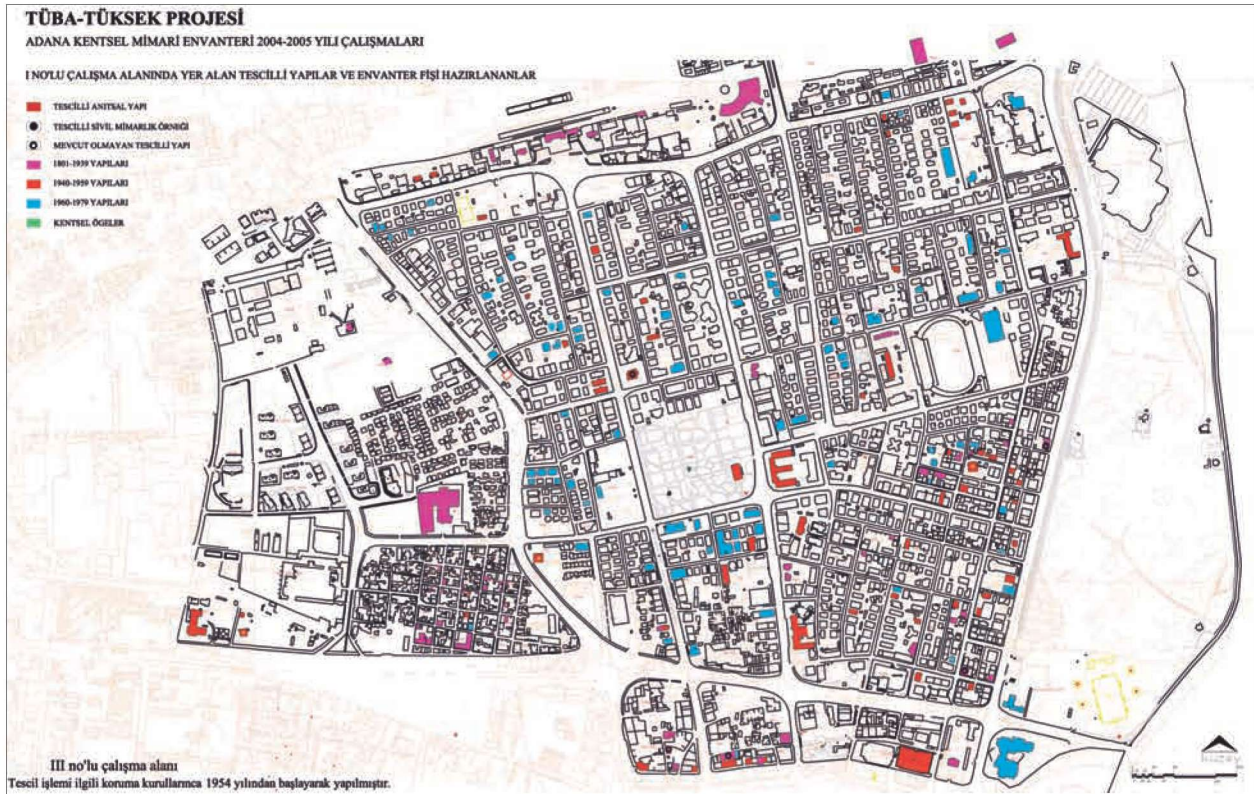 TÜBA-TÜKSEK PROJESİ
ADANA KENTSEL MİMARİ ENVANTERİ 2004-2005 YILI ÇALIŞMALARI
I NO'LU ÇALIŞMA ALANINDA YER ALAN TESCİLLİ YAPILAR VE ENVANTER FİŞİ HAZIRLANANLAR
TESCİLLİ ANITSAL YAPI
TESCİLLİ SİVİL MİMARLIK ÖRNEĞİ
MEVCUT OLMAYAN TESCİLLİ YAPI
1801-1939 YAPILARI
1940-1959 YAPILARI
1960-1979 YAPILARI
KENTSEL ÖGELER
III no'lu çalışma alanı
Tescil işlemi ilgili koruma kurullarınca 1954 yılından başlayarak yapılmıştır.
kuzey